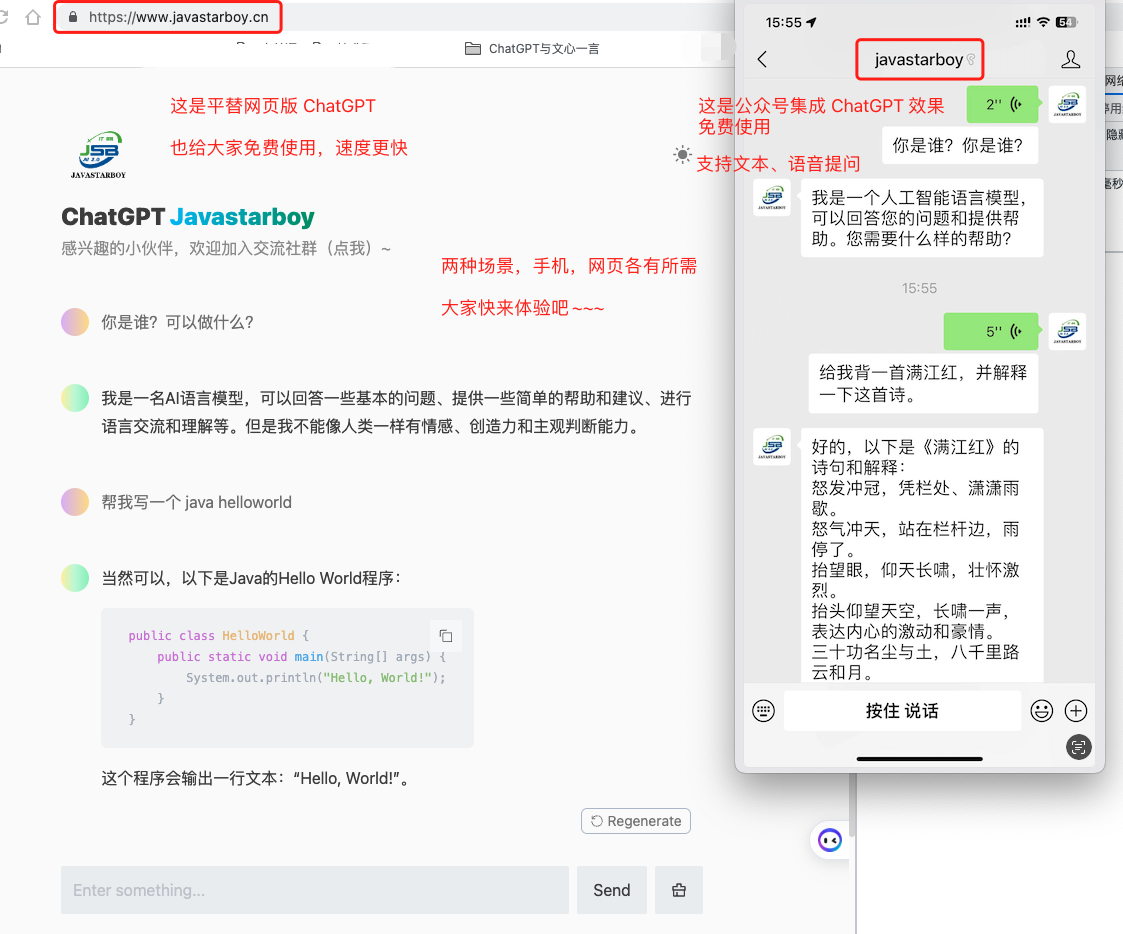 https://www.javastarboy.cn
ChatGPT与文心一言
这是平替网页版 ChatGPT
也给大家免费使用，速度更快
JSB
JAVASTARBOY
ChatGPT Javastarboy
感兴趣的小伙伴，欢迎加入交流社群（点我）~
两种场景，手机，网页各有所需
大家快来体验吧~~~
你是谁？可以做什么？
我是一名AI语言模型，可以回答一些基本的问题、提供一些简单的帮助和建议、进行
语言交流和理解等。但是我不能像人类一样有情感、创造力和主观判断能力。
帮我写一个 java helloworld
当然可以，以下是Java的Hello World程序：
public class HelloWorld {
public static void main(String[] args) {
System.out.println("Hello, World!");
}
}
这个程序会输出一行文本：“Hello, World!”。
Regenerate
Enter something...
Send
15:55
54
javastarboy
这是公众号集成 ChatGPT 效果
免费使用
支持文本、语音提问
2''
你是谁？你是谁？
我是一个人工智能语言模型，
可以回答您的问题和提供帮
助。您需要什么样的帮助？
15:55
5''
给我背一首满江红，并解释
一下这首诗。
好的，以下是《满江红》的
诗句和解释：
怒发冲冠，凭栏处、潇潇雨
歇。
怒气冲天，站在栏杆边，雨
停了。
抬望眼，仰天长啸，壮怀激
烈。
抬头仰望天空，长啸一声，
表达内心的激动和豪情。
三十功名尘与土，八千里路
云和月。
按住 说话
网络